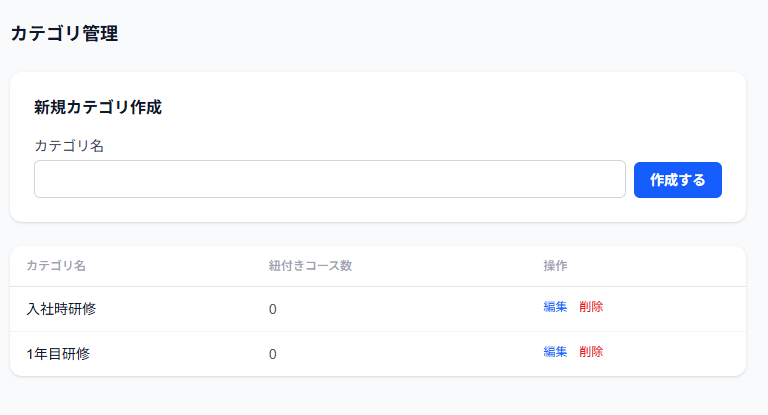 カテゴリ管理
新規カテゴリ作成
カテゴリ名
作成する
カテゴリ名 紐付きコース数 操作
入社時研修 0 編集 削除
1年目研修 0 編集 削除